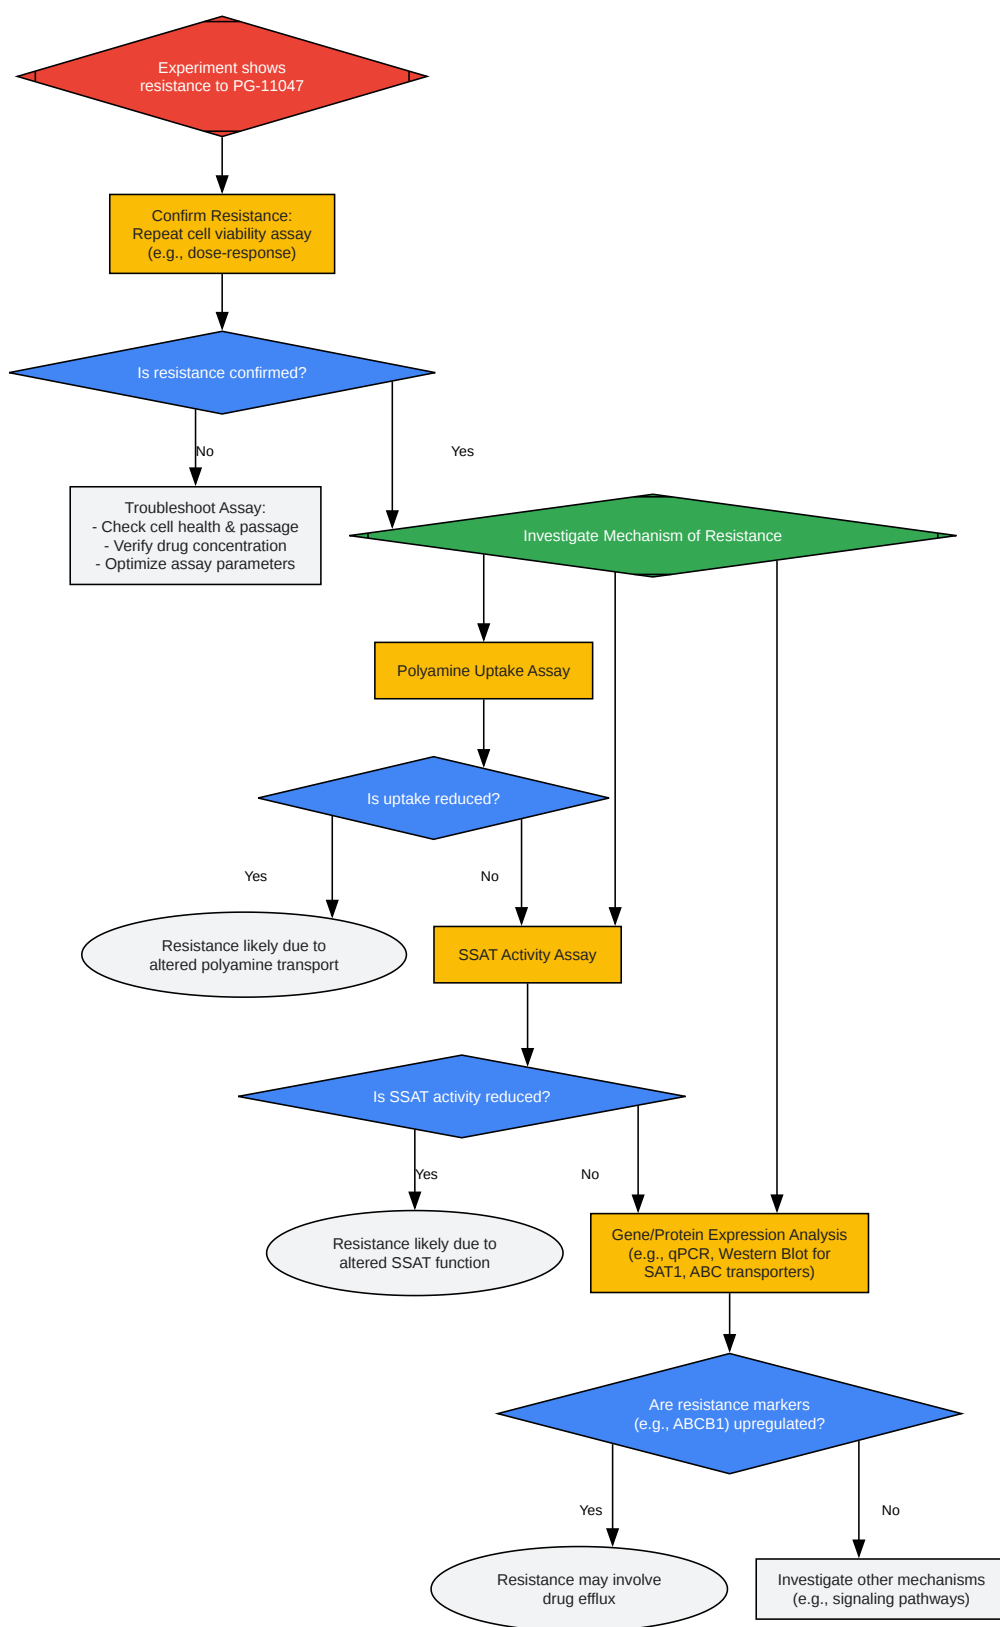 Experiment shows
resistance to PG-11047
Confirm Resistance:
Repeat cell viability assay
(e.g., dose-response)
Is resistance confirmed?
No
Yes
Troubleshoot Assay:
- Check cell health & passage
- Verify drug concentration
- Optimize assay parameters
Investigate Mechanism of Resistance
Polyamine Uptake Assay
Is uptake reduced?
Yes
No
Resistance likely due to
altered polyamine transport
SSAT Activity Assay
Is SSAT activity reduced?
Yes
No
Resistance likely due to
altered SSAT function
Gene/Protein Expression Analysis
(e.g., qPCR, Western Blot for
SAT1, ABC transporters)
Are resistance markers
(e.g., ABCB1) upregulated?
Yes
No
Resistance may involve
drug efflux
Investigate other mechanisms
(e.g., signaling pathways)